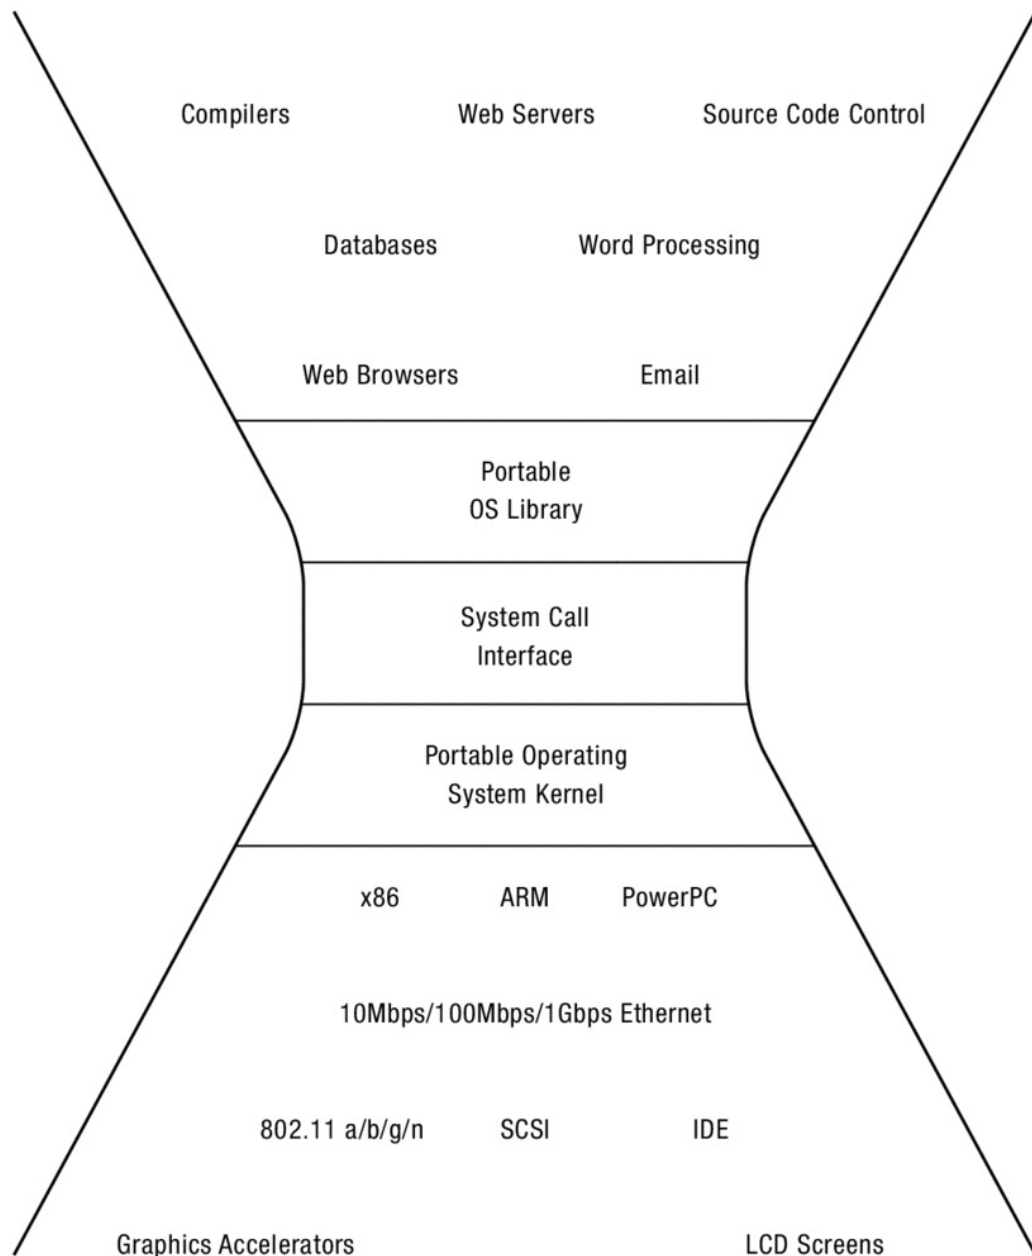 Compilers Web Servers Source Code Control
Databases Word Processing
Web Browsers Email
Portable
OS Library
System Call
Interface
Portable Operating
System Kernel
x86 ARM PowerPC
10Mbps/100Mbps/1Gbps Ethernet
802.11 a/b/g/n SCSI IDE
Graphics Accelerators LCD Screens